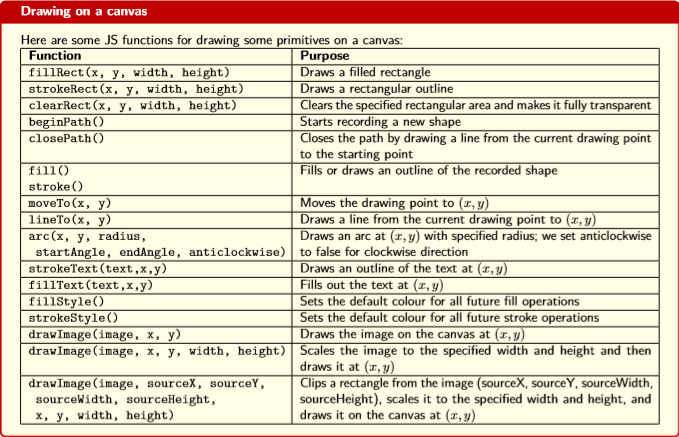 Drawing on a canvas
Here are some JS functions for drawing some primitives on a canvas:
Function Purpose
fillRect(x, y, width, height) Draws a filled rectangle
strokeRect(x, y, width, height) Draws a rectangular outline
clearRect(x, y, width, height) Clears the specified rectangular area and makes it fully transparent
beginPath() Starts recording a new shape
closePath() Closes the path by drawing a line from the current drawing point
to the starting point
fill() Fills or draws an outline of the recorded shape
stroke()
moveTo(x, y) Moves the drawing point to (x, y)
lineTo(x, y) Draws a line from the current drawing point to (x, y)
arc(x, y, radius, Draws an arc at (x, y) with specified radius; we set anticlockwise
startAngle, endAngle, anticlockwise) to false for clockwise direction
strokeText(text,x,y) Draws an outline of the text at (x, y)
fillText(text,x,y) Fills out the text at (x, y)
fillStyle() Sets the default colour for all future fill operations
strokeStyle() Sets the default colour for all future stroke operations
drawImage(image, x, y) Draws the image on the canvas at (x, y)
drawImage(image, x, y, width, height) Scales the image to the specified width and height and then
draws it at (x, y)
drawImage(image, sourceX, sourceY, Clips a rectangle from the image (sourceX, sourceY, sourceWidth,
sourceWidth, sourceHeight, sourceHeight), scales it to the specified width and height, and
x, y, width, height) draws it on the canvas at (x, y)